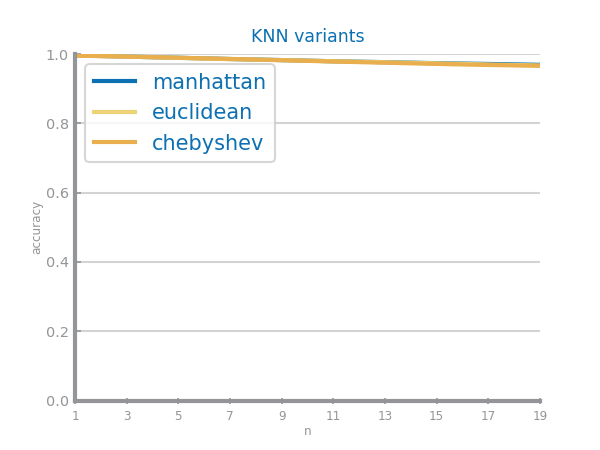 KNN variants
1.0
0.8
0.6
0.4
0.2
0.0
accuracy
manhattan
euclidean
chebyshev
1 3 5 7 9 11 13 15 17 19
n